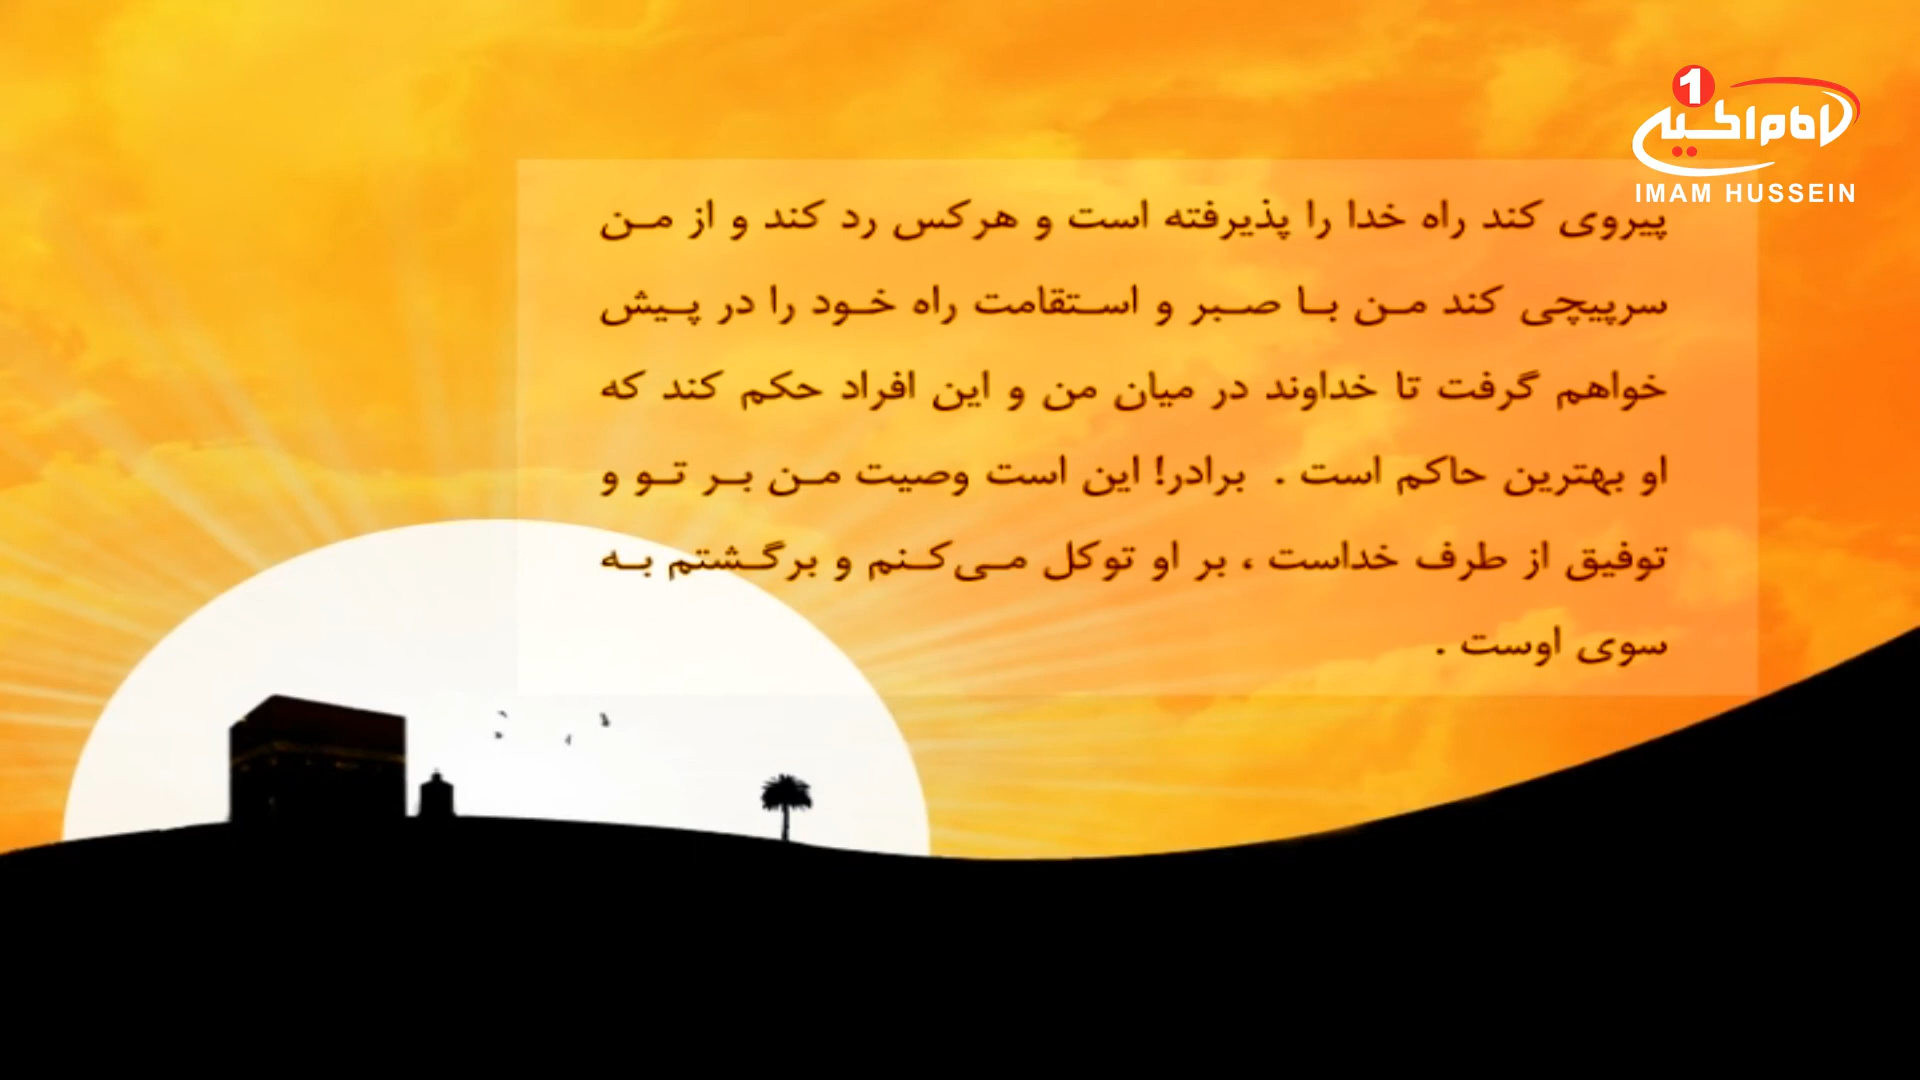 1
امام الحسین
IMAM HUSSEIN
پیروی کند راه خدا را پذیرفته است و هرکس رد کند و از من
سرپیچی کند من با صبر و استقامت راه خود را در پیش
خواهم گرفت تا خداوند در میان من و این افراد حکم کند که
او بهترین حاکم است . برادر! این است وصیت من بر تو و
توفیق از طرف خداست ، بر او توکل می‌کنم و برگشتم به
سوی اوست .